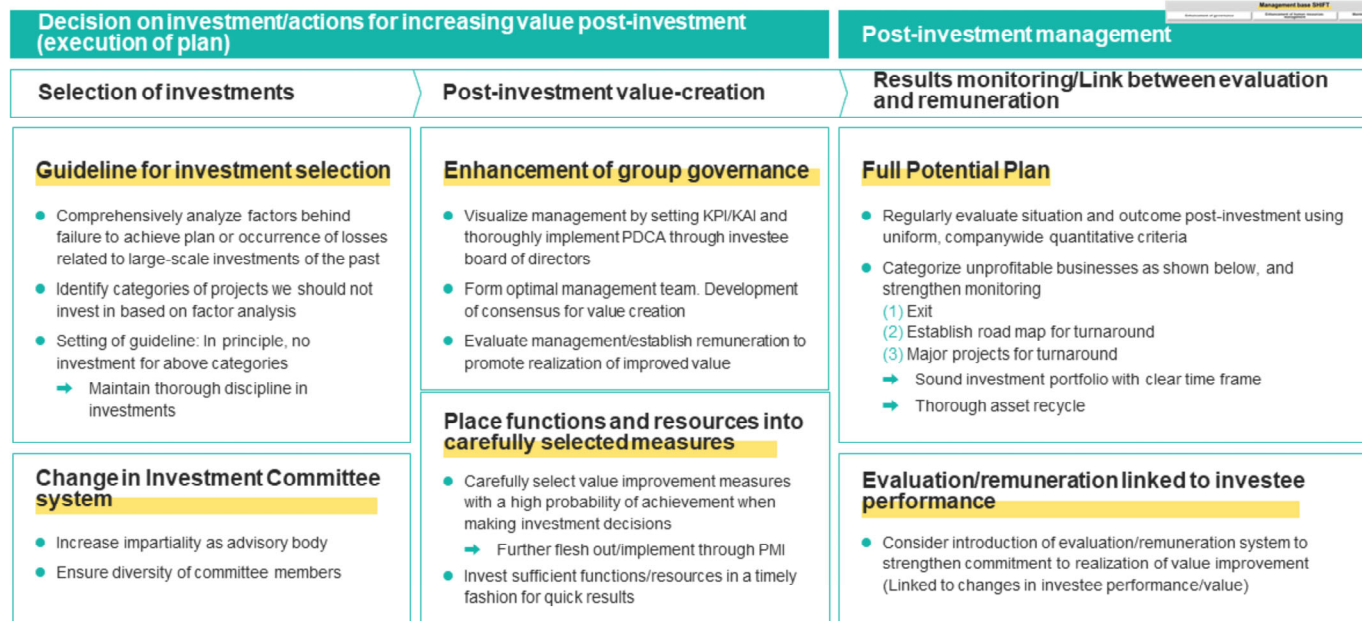 Management base SHIFT
Enhancement of governance
Enhancement of human resources
management
Decision on investment/actions for increasing value post-investment
(execution of plan)
Post-investment management
Selection of investments
Post-investment value-creation
Results monitoring/Link between evaluation
and remuneration
Guideline for investment selection
Comprehensively analyze factors behind
failure to achieve plan or occurrence of losses
related to large-scale investments of the past
Identify categories of projects we should not
invest in based on factor analysis
Setting of guideline: In principle, no
investment for above categories
➔ Maintain thorough discipline in
investments
Change in Investment Committee
system
Increase impartiality as advisory body
Ensure diversity of committee members
Enhancement of group governance
Visualize management by setting KPI/KAI and
thoroughly implement PDCA through investee
board of directors
Form optimal management team. Development
of consensus for value creation
Evaluate management/establish remuneration to
promote realization of improved value
Place functions and resources into
carefully selected measures
Carefully select value improvement measures
with a high probability of achievement when
making investment decisions
➔ Further flesh out/implement through PMI
Invest sufficient functions/resources in a timely
fashion for quick results
Full Potential Plan
Regularly evaluate situation and outcome post-investment using
uniform, companywide quantitative criteria
Categorize unprofitable businesses as shown below, and
strengthen monitoring
(1) Exit
(2) Establish road map for turnaround
(3) Major projects for turnaround
➔ Sound investment portfolio with clear time frame
➔ Thorough asset recycle
Evaluation/remuneration linked to investee
performance
Consider introduction of evaluation/remuneration system to
strengthen commitment to realization of value improvement
(Linked to changes in investee performance/value)